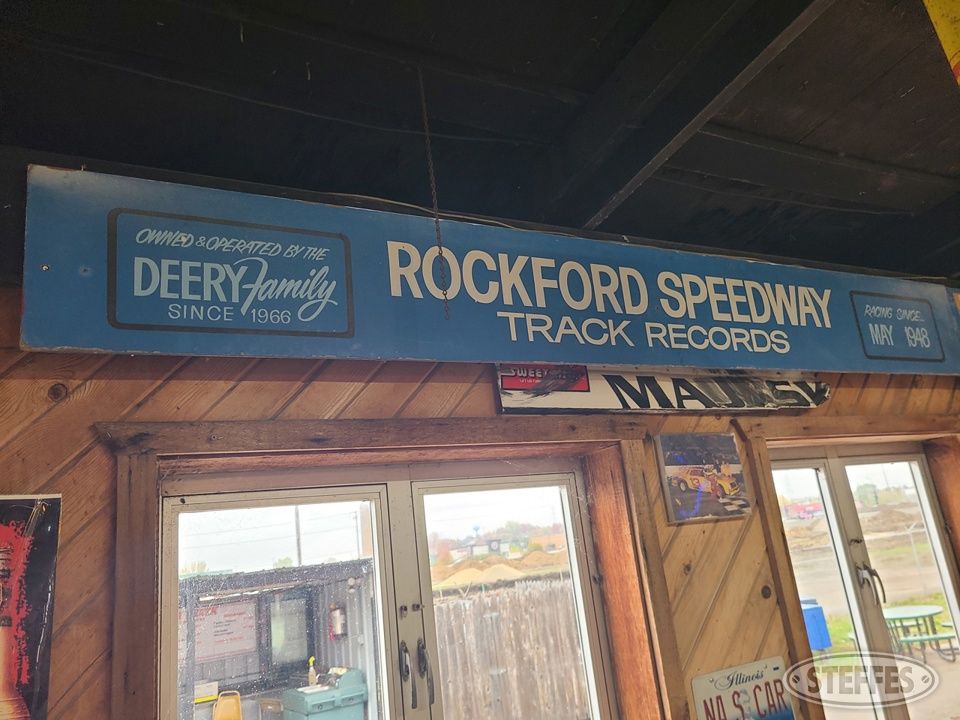 OWNED & OPERATED BY THE
DEERY Family
SINCE 1966
ROCKFORD SPEEDWAY
TRACK RECORDS
RACING SINCE...
MAY 1948
Illinois
STEFFES